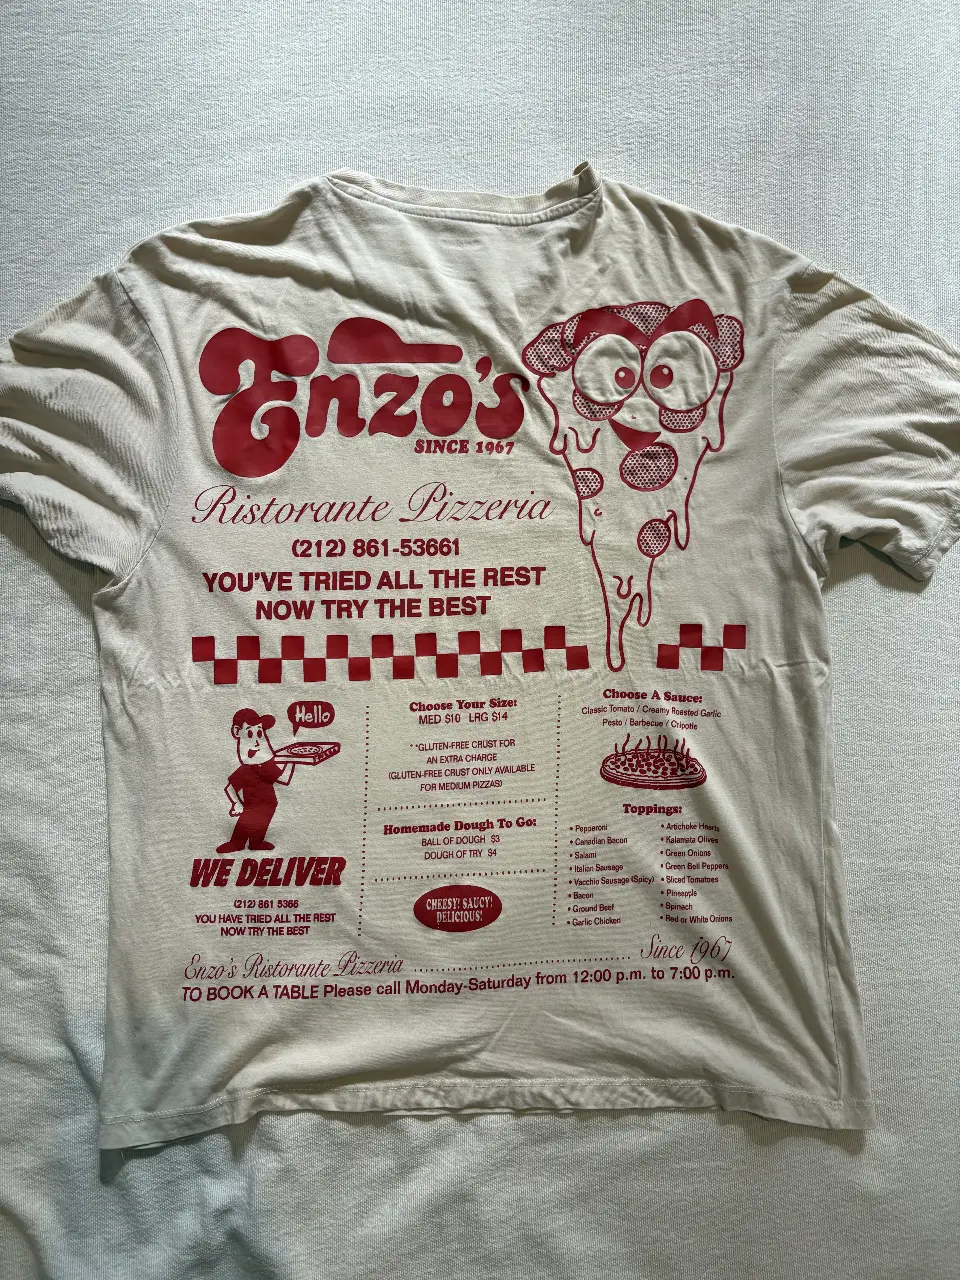 Enzo's
SINCE 1967
Ristorante Pizzeria
(212) 861-53661
YOU'VE TRIED ALL THE REST
NOW TRY THE BEST
Hello
WE DELIVER
(212) 861 5366
YOU HAVE TRIED ALL THE REST
NOW TRY THE BEST
Choose Your Size:
MED $10 LRG $14
**GLUTEN-FREE CRUST FOR
AN EXTRA CHARGE
(GLUTEN-FREE CRUST ONLY AVAILABLE
FOR MEDIUM PIZZAS)
Homemade Dough To Go:
BALL OF DOUGH $3
DOUGH OF TRY $4
CHEESY! SAUCY!
DELICIOUS!
Choose A Sauce:
Classic Tomato / Creamy Roasted Garlic
Pesto / Barbecue / Cripotle
Toppings:
• Pepperoni
• Canadian Bacon
• Salami
• Italian Sausage
• Vacchio Sausage (Spicy)
• Bacon
• Ground Beef
• Garlic Chicken
• Artichoke Hearts
• Kalamata Olives
• Green Onions
• Green Bell Peppers
• Sliced Tomatoes
• Pineapple
• Spinach
• Red or White Onions
Enzo's Ristorante Pizzeria ........ Since 1967
TO BOOK A TABLE Please call Monday-Saturday from 12:00 p.m. to 7:00 p.m.